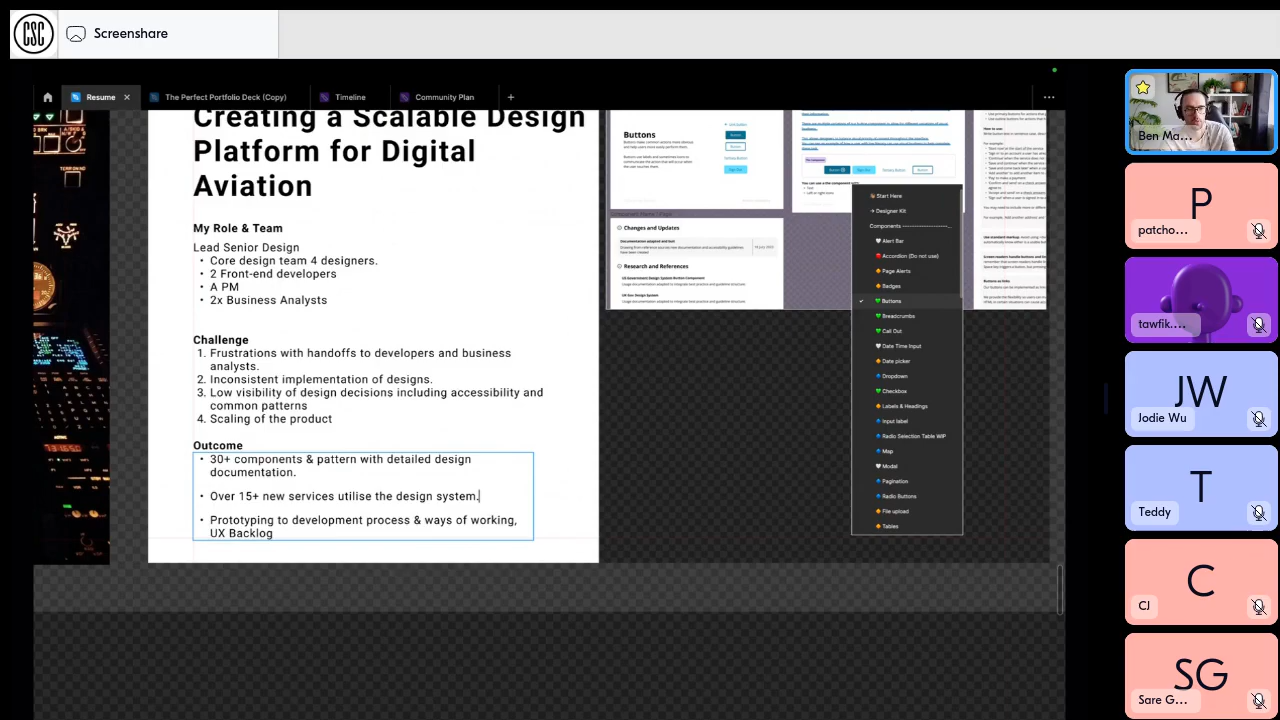 CSC
Screenshare
Resume
The Perfect Portfolio Deck (Copy)
Timeline
Community Plan
Creating a Scalable Design
Platform for Digital
Aviation
My Role & Team
Lead Senior Design
• Core design team 4 designers.
• 2 Front-end developers
• A PM
• 2x Business Analysts
Challenge
1. Frustrations with handoffs to developers and business
analysts.
2. Inconsistent implementation of designs.
3. Low visibility of design decisions including accessibility and
common patterns
4. Scaling of the product
Outcome
• 30+ components & pattern with detailed design
documentation.
• Over 15+ new services utilise the design system.
• Prototyping to development process & ways of working,
UX Backlog
Buttons
Changes and Updates
Documentation adapted and built
Research and References
Start Here
Designer Kit
Components
Alert Bar
Accordion (Do not use)
Page Alerts
Badges
Buttons
Breadcrumbs
Call Out
Date Time Input
Date picker
Dropdown
Checkbox
Labels & Headings
Input label
Radio Selection Table WIP
Map
Modal
Pagination
Radio Buttons
File upload
Tables
Ben Ma...
P
patcho...
tawfik....
JW
Jodie Wu
T
Teddy
C
CJ
SG
Sare G...